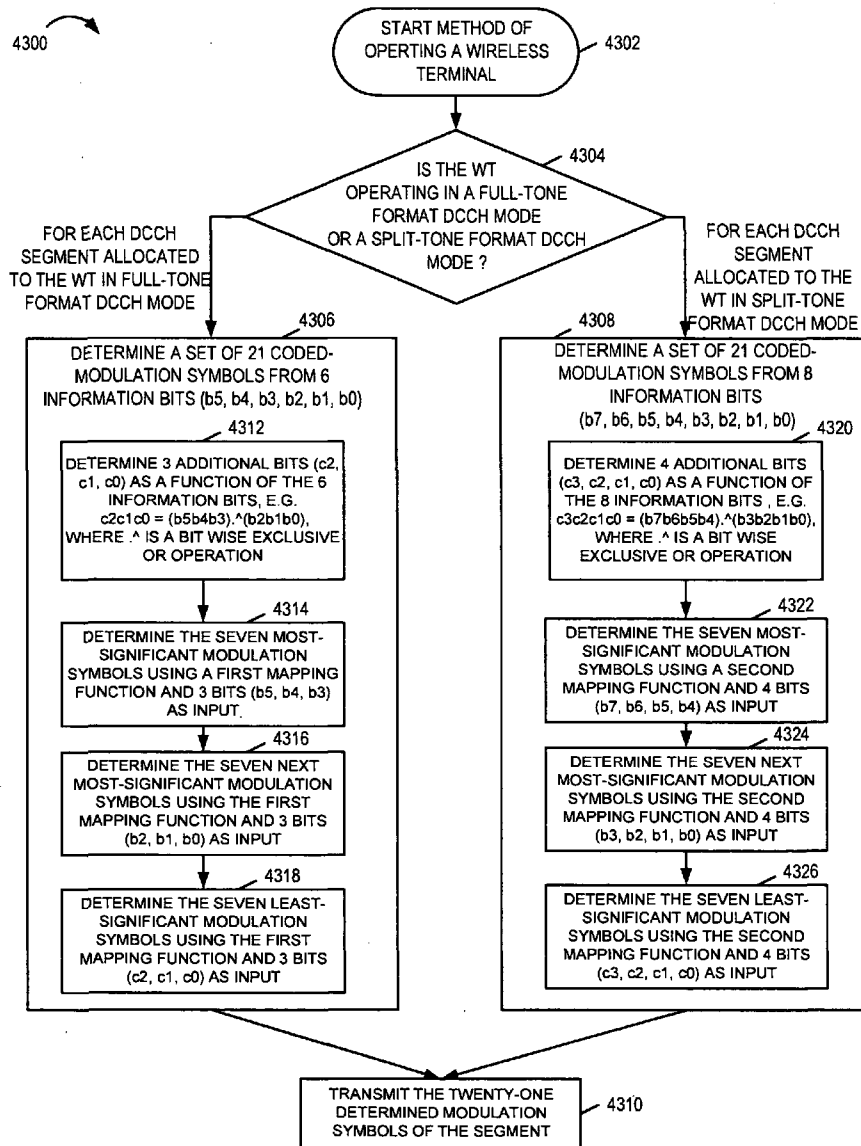 4300
START METHOD OF
OPERTING A WIRELESS
TERMINAL
4302
4304
IS THE WT
OPERATING IN A FULL-TONE
FORMAT DCCH MODE
OR A SPLIT-TONE FORMAT DCCH
MODE ?
FOR EACH DCCH
SEGMENT ALLOCATED
TO THE WT IN FULL-TONE
FORMAT DCCH MODE
FOR EACH DCCH
SEGMENT
ALLOCATED TO THE
WT IN SPLIT-TONE
FORMAT DCCH MODE
4306
DETERMINE A SET OF 21 CODED-
MODULATION SYMBOLS FROM 6
INFORMATION BITS (b5, b4, b3, b2, b1, b0)
4312
DETERMINE 3 ADDITIONAL BITS (c2,
c1, c0) AS A FUNCTION OF THE 6
INFORMATION BITS, E.G.
c2c1c0 = (b5b4b3).^(b2b1b0),
WHERE .^ IS A BIT WISE EXCLUSIVE
OR OPERATION
4314
DETERMINE THE SEVEN MOST-
SIGNIFICANT MODULATION
SYMBOLS USING A FIRST MAPPING
FUNCTION AND 3 BITS (b5, b4, b3)
AS INPUT.
4316
DETERMINE THE SEVEN NEXT
MOST-SIGNIFICANT MODULATION
SYMBOLS USING THE FIRST
MAPPING FUNCTION AND 3 BITS
(b2, b1, b0) AS INPUT
4318
DETERMINE THE SEVEN LEAST-
SIGNIFICANT MODULATION
SYMBOLS USING THE FIRST
MAPPING FUNCTION AND 3 BITS
(c2, c1, c0) AS INPUT
4308
DETERMINE A SET OF 21 CODED-
MODULATION SYMBOLS FROM 8
INFORMATION BITS
(b7, b6, b5, b4, b3, b2, b1, b0)
4320
DETERMINE 4 ADDITIONAL BITS
(c3, c2, c1, c0) AS A FUNCTION OF
THE 8 INFORMATION BITS , E.G.
c3c2c1c0 = (b7b6b5b4).^(b3b2b1b0),
WHERE .^ IS A BIT WISE
EXCLUSIVE OR OPERATION
4322
DETERMINE THE SEVEN MOST-
SIGNIFICANT MODULATION
SYMBOLS USING A SECOND
MAPPING FUNCTION AND 4 BITS
(b7, b6, b5, b4) AS INPUT
4324
DETERMINE THE SEVEN NEXT
MOST-SIGNIFICANT MODULATION
SYMBOLS USING THE SECOND
MAPPING FUNCTION AND 4 BITS
(b3, b2, b1, b0) AS INPUT
4326
DETERMINE THE SEVEN LEAST-
SIGNIFICANT MODULATION
SYMBOLS USING THE SECOND
MAPPING FUNCTION AND 4 BITS
(c3, c2, c1, c0) AS INPUT
TRANSMIT THE TWENTY-ONE
DETERMINED MODULATION
SYMBOLS OF THE SEGMENT
4310